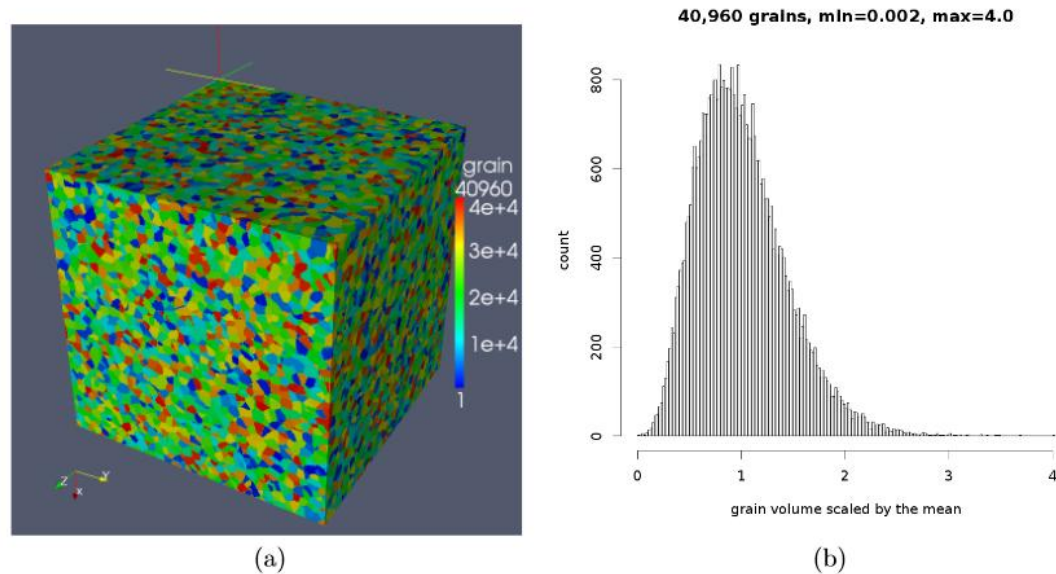 grain
40960
4e+4
3e+4
2e+4
1e+4
1
Z
Y
X
(a)
40,960 grains, min=0.002, max=4.0
count
800
600
400
200
0
0 1 2 3 4
grain volume scaled by the mean
(b)